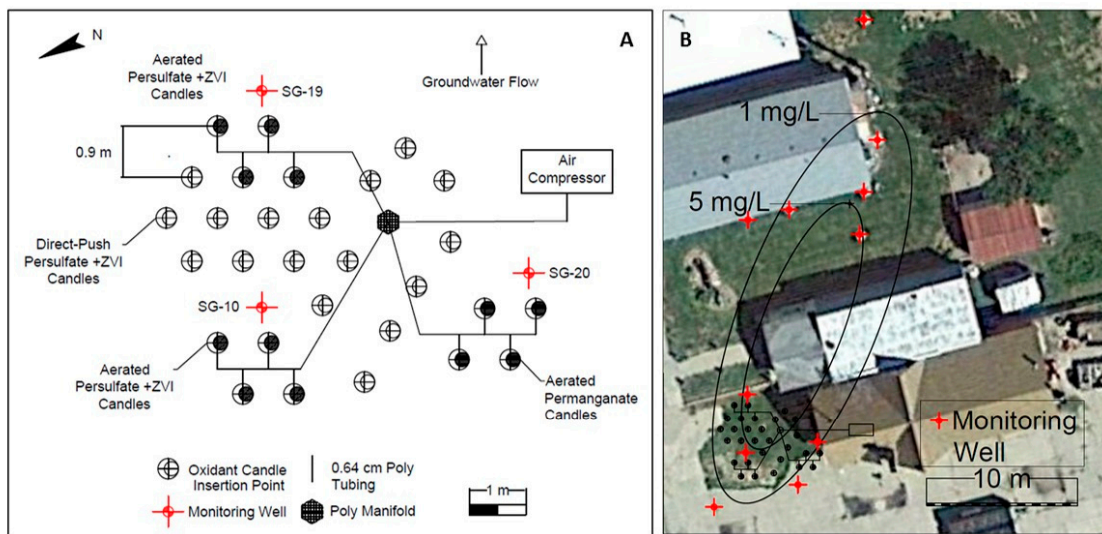 N
A
Aerated
Persulfate +ZVI
Candles
SG-19
Groundwater Flow
0.9 m
Air
Compressor
Direct-Push
Persulfate +ZVI
Candles
SG-10
SG-20
Aerated
Persulfate +ZVI
Candles
Aerated
Permanganate
Candles
Oxidant Candle
Insertion Point
0.64 cm Poly
Tubing
Monitoring Well
Poly Manifold
1 m
B
1 mg/L
5 mg/L
Monitoring
Well
10 m